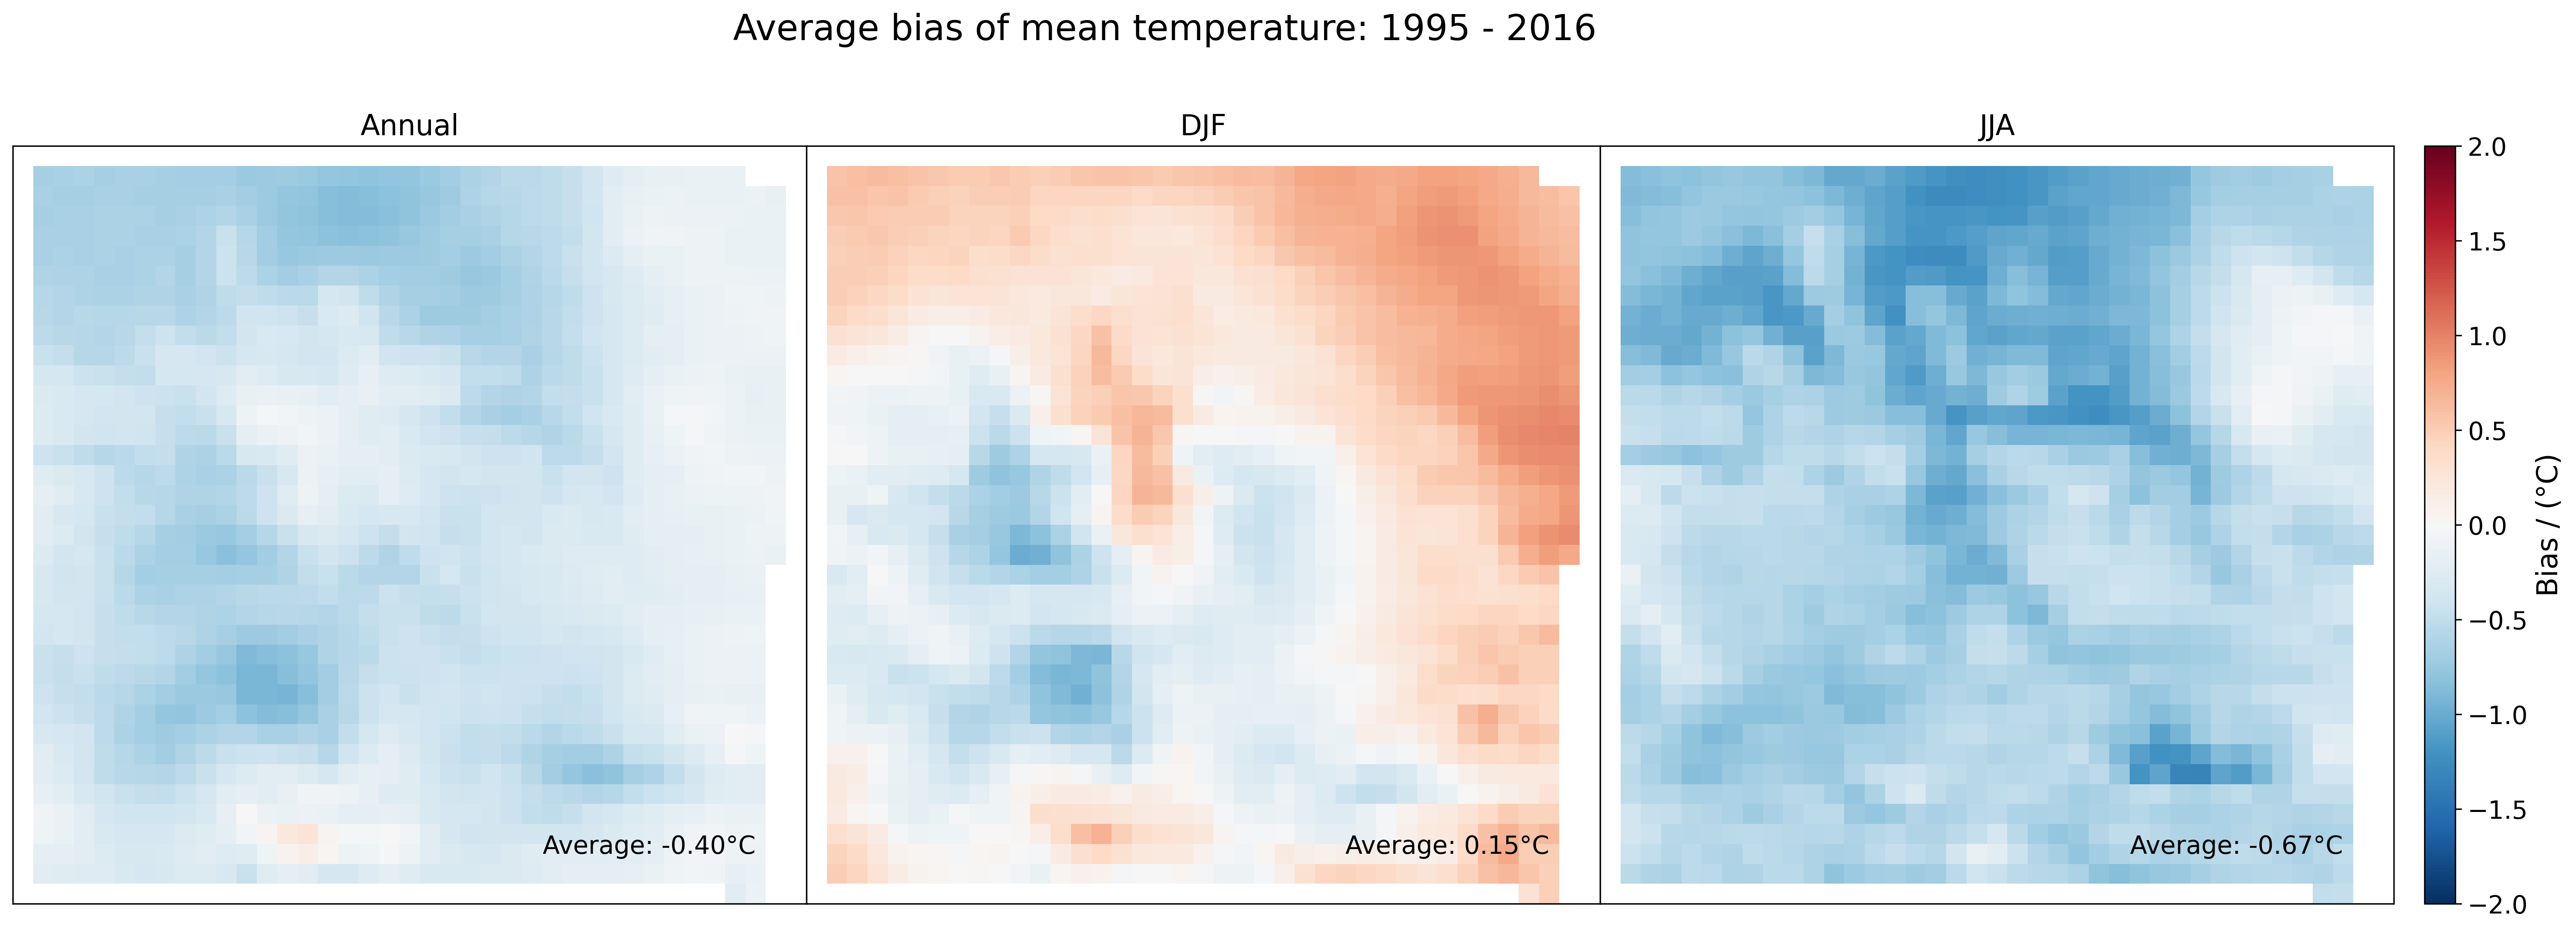 Average bias of mean temperature: 1995 - 2016
Annual
DJF
JJA
Average: -0.40°C
Average: 0.15°C
Average: -0.67°C
2.0
1.5
1.0
0.5
0.0
−0.5
−1.0
−1.5
−2.0
Bias / (°C)